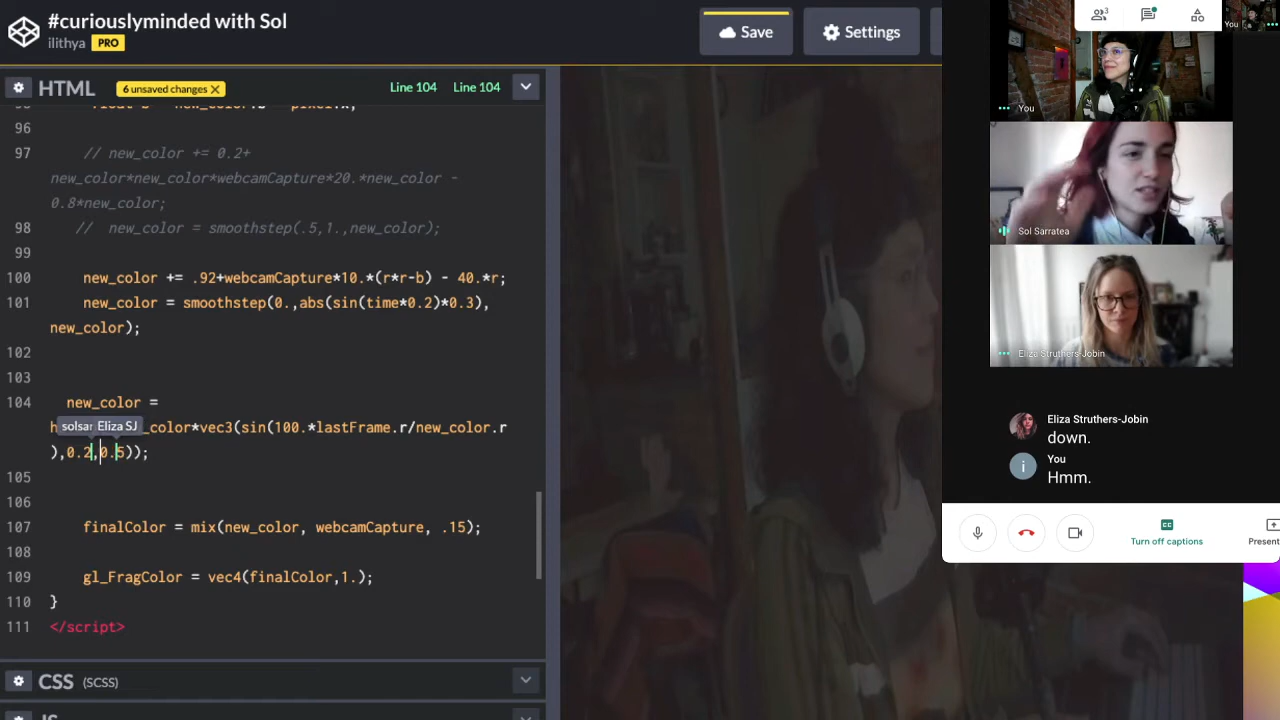 #curiouslyminded with Sol
ilithya PRO
Save
Settings
HTML
6 unsaved changes X
Line 104
Line 104
96
97 // new_color += 0.2+
new_color*new_color*webcamCapture*20.*new_color -
0.8*new_color;
98 // new_color = smoothstep(.5,1.,new_color);
99
100 new_color += .92+webcamCapture*10.*(r*r-b) - 40.*r;
101 new_color = smoothstep(0.,abs(sin(time*0.2)*0.3),
new_color);
102
103
104 new_color =
_color*vec3(sin(100.*lastFrame.r/new_color.r
solsar Eliza SJ
),0.2,0.5));
105
106
107 finalColor = mix(new_color, webcamCapture, .15);
108
109 gl_FragColor = vec4(finalColor,1.);
110 }
111 </script>
CSS (SCSS)
3
You
You
Sol Sarratea
Eliza Struthers-Jobin
Eliza Struthers-Jobin
down.
i
You
Hmm.
CC
Turn off captions
Present